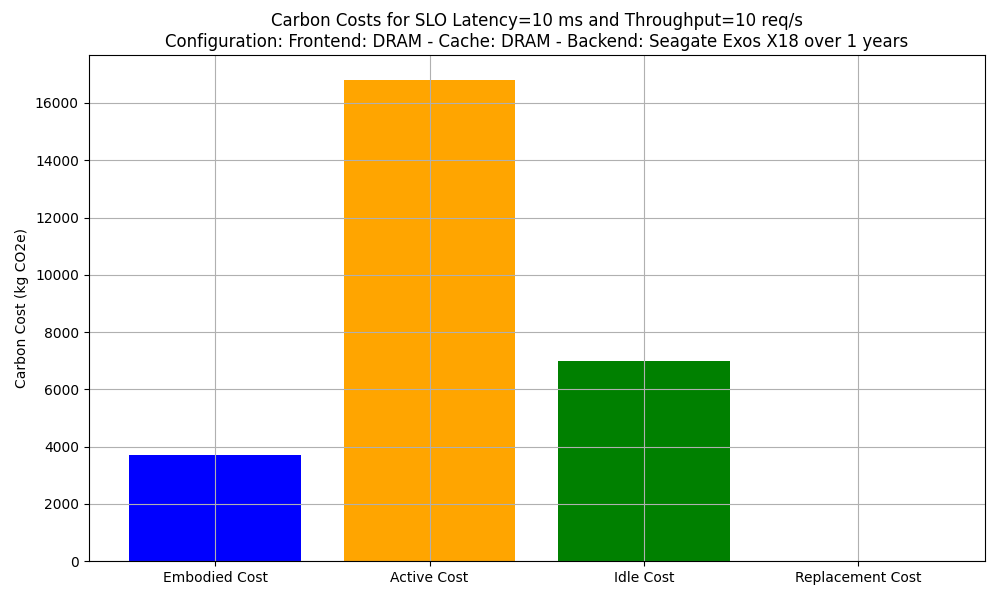 Carbon Costs for SLO Latency=10 ms and Throughput=10 req/s
Configuration: Frontend: DRAM - Cache: DRAM - Backend: Seagate Exos X18 over 1 years
Carbon Cost (kg CO2e)
16000
14000
12000
10000
8000
6000
4000
2000
0
Embodied Cost
Active Cost
Idle Cost
Replacement Cost